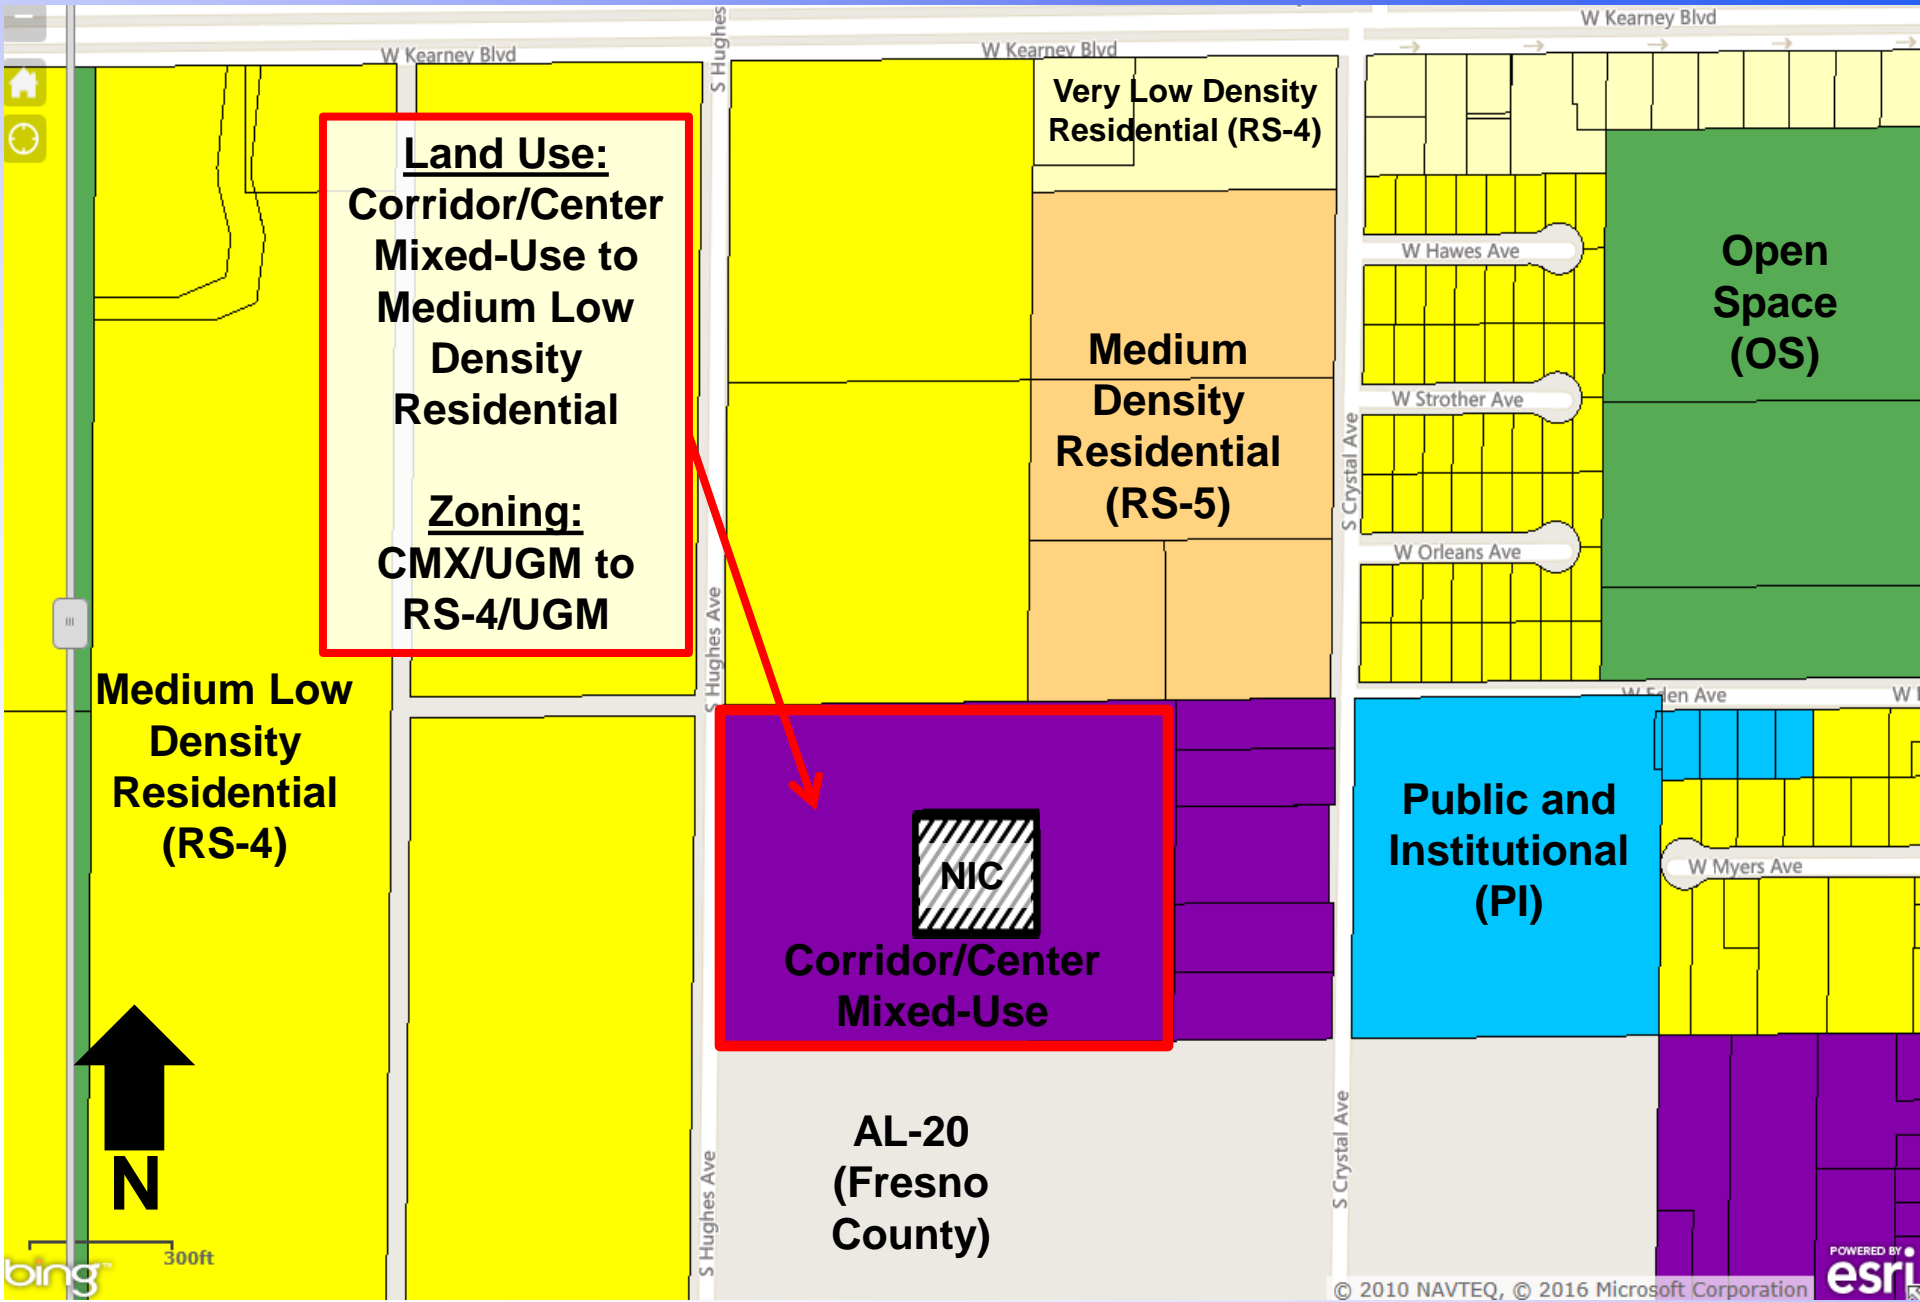 W Kearney Blvd
W Kearney Blvd
W Kearney Blvd
S Hughes
Very Low Density
Residential (RS-4)
Land Use:
Corridor/Center
Mixed-Use to
Medium Low
Density
Residential
Zoning:
CMX/UGM to
RS-4/UGM
W Hawes Ave
Open
Space
(OS)
Medium
Density
Residential
(RS-5)
W Strother Ave
S Crystal Ave
W Orleans Ave
S Hughes Ave
Medium Low
Density
Residential
(RS-4)
W Eden Ave
W
Public and
Institutional
(PI)
NIC
W Myers Ave
Corridor/Center
Mixed-Use
N
AL-20
(Fresno
County)
S Hughes Ave
S Crystal Ave
300ft
bing™
POWERED BY
esri
© 2010 NAVTEQ, © 2016 Microsoft Corporation